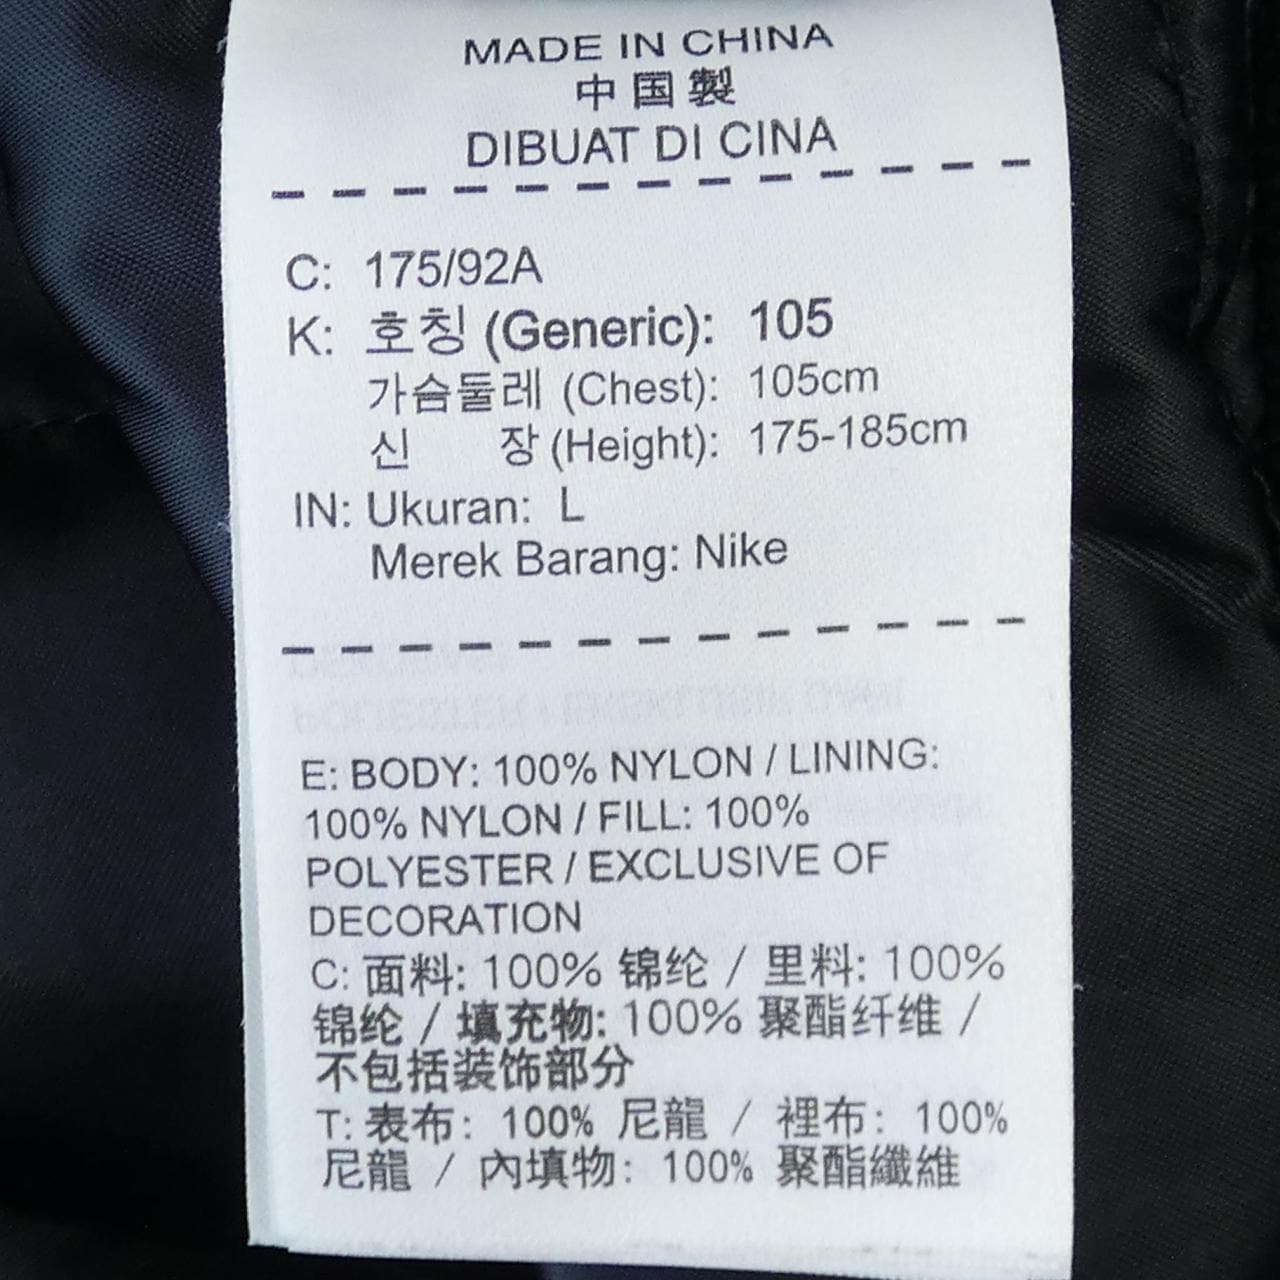 MADE IN CHINA
中国製
DIBUAT DI CINA
C: 175/92A
K: 호칭 (Generic): 105
가슴둘레 (Chest): 105cm
신 장 (Height): 175-185cm
IN: Ukuran: L
Merek Barang: Nike
E: BODY: 100% NYLON / LINING:
100% NYLON / FILL: 100%
POLYESTER / EXCLUSIVE OF
DECORATION
C: 面料: 100% 锦纶 / 里料: 100%
锦纶 / 填充物: 100% 聚酯纤维 /
不包括装饰部分
T: 表布: 100% 尼龍 / 裡布: 100%
尼龍 / 內填物: 100% 聚酯纖維